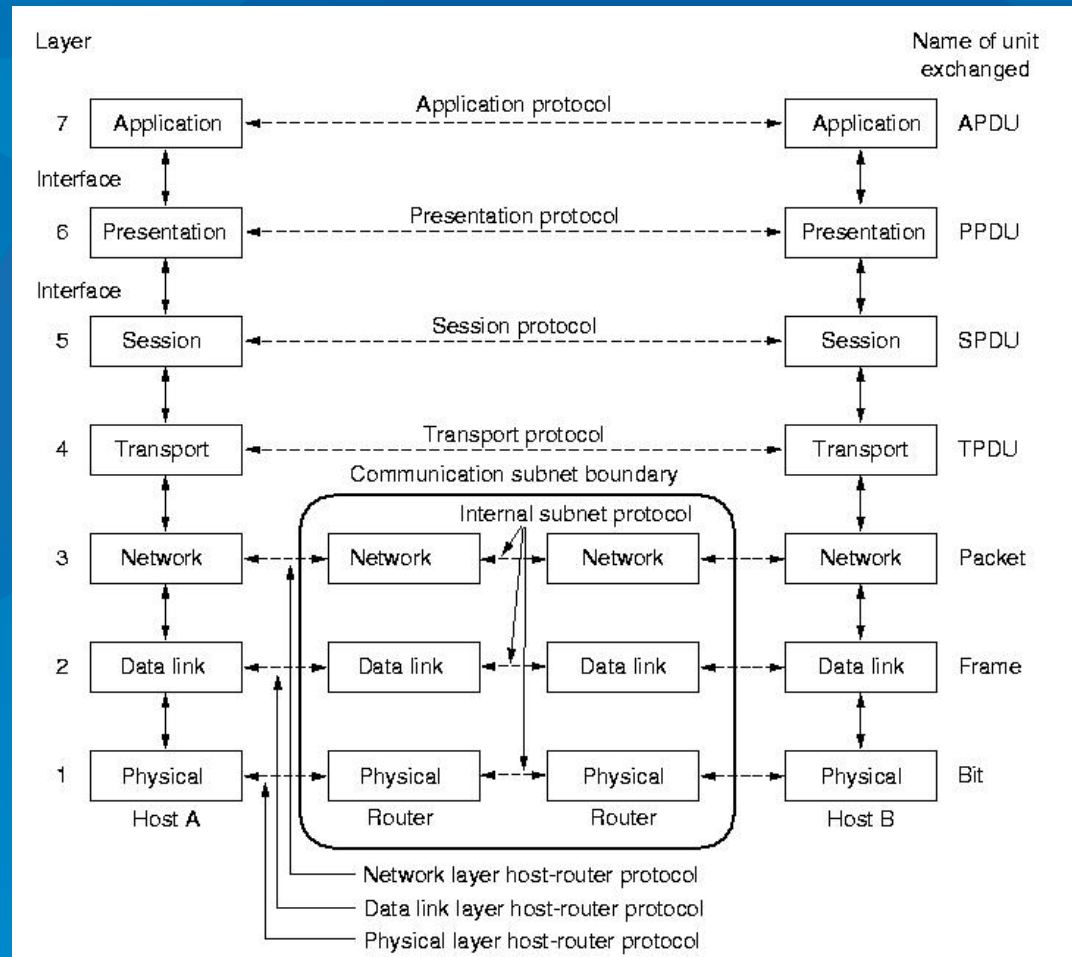 Layer
Name of unit
exchanged
Application protocol
7
Application
Application
APDU
Interface
Presentation protocol
6
Presentation
Presentation
PPDU
Interface
Session protocol
5
Session
Session
SPDU
Transport protocol
4
Transport
Transport
TPDU
Communication subnet boundary
Internal subnet protocol
3
Network
Network
Network
Network
Packet
2
Data link
Data link
Data link
Data link
Frame
1
Physical
Physical
Physical
Physical
Bit
Host A
Router
Router
Host B
Network layer host-router protocol
Data link layer host-router protocol
Physical layer host-router protocol